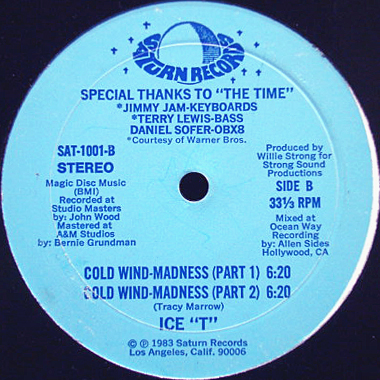 SATURN RECORDS
SPECIAL THANKS TO "THE TIME"
*JIMMY JAM-KEYBOARDS
*TERRY LEWIS-BASS
DANIEL SOFER-OBX8
*Courtesy of Warner Bros.
SAT-1001-B
STEREO
Magic Disc Music
(BMI)
Recorded at
Studio Masters
by: John Wood
Mastered at
A&M Studios
by: Bernie Grundman
Produced by
Willie Strong for
Strong Sound
Productions
SIDE B
33⅓ RPM
Mixed at
Ocean Way
Recording
by: Allen Sides
Hollywood, CA
COLD WIND-MADNESS (PART 1) 6:20
COLD WIND-MADNESS (PART 2) 6:20
(Tracy Marrow)
ICE "T"
© ℗ 1983 Saturn Records
Los Angeles, Calif. 90006